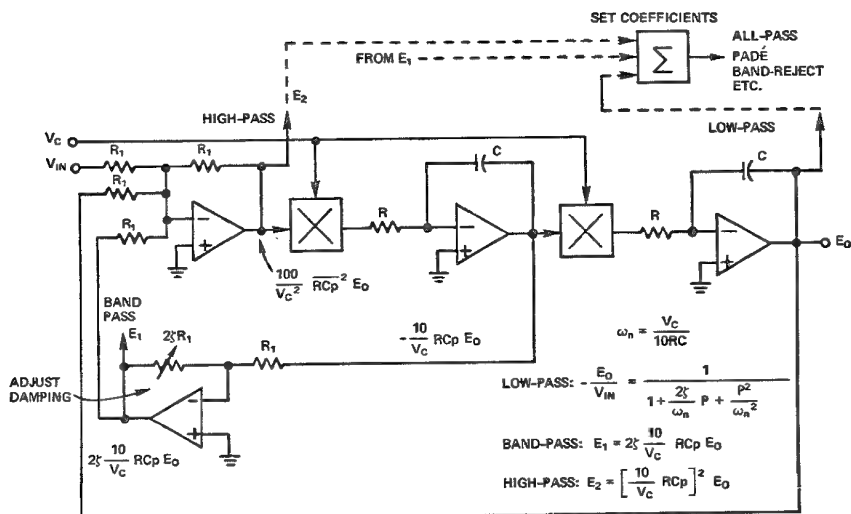 SET COEFFICIENTS
ALL-PASS
PADÉ
BAND-REJECT
ETC.
Σ
FROM E₁
E₂
HIGH-PASS
LOW-PASS
V_C
V_IN
R₁
R₁
R₁
R₁
C
C
R
R
−
+
−
+
−
+
E_O
100/V_C² RCp² E_O
BAND
PASS
E₁
2ζR₁
R₁
-10/V_C RCp E_O
ADJUST
DAMPING
−
+
2ζ 10/V_C RCp E_O
ω_n = V_C/10RC
LOW-PASS: -E_O/V_IN = 1/(1 + 2ζ/ω_n P + P²/ω_n²)
BAND-PASS: E₁ = 2ζ 10/V_C RCp E_O
HIGH-PASS: E₂ = [10/V_C RCp]² E_O